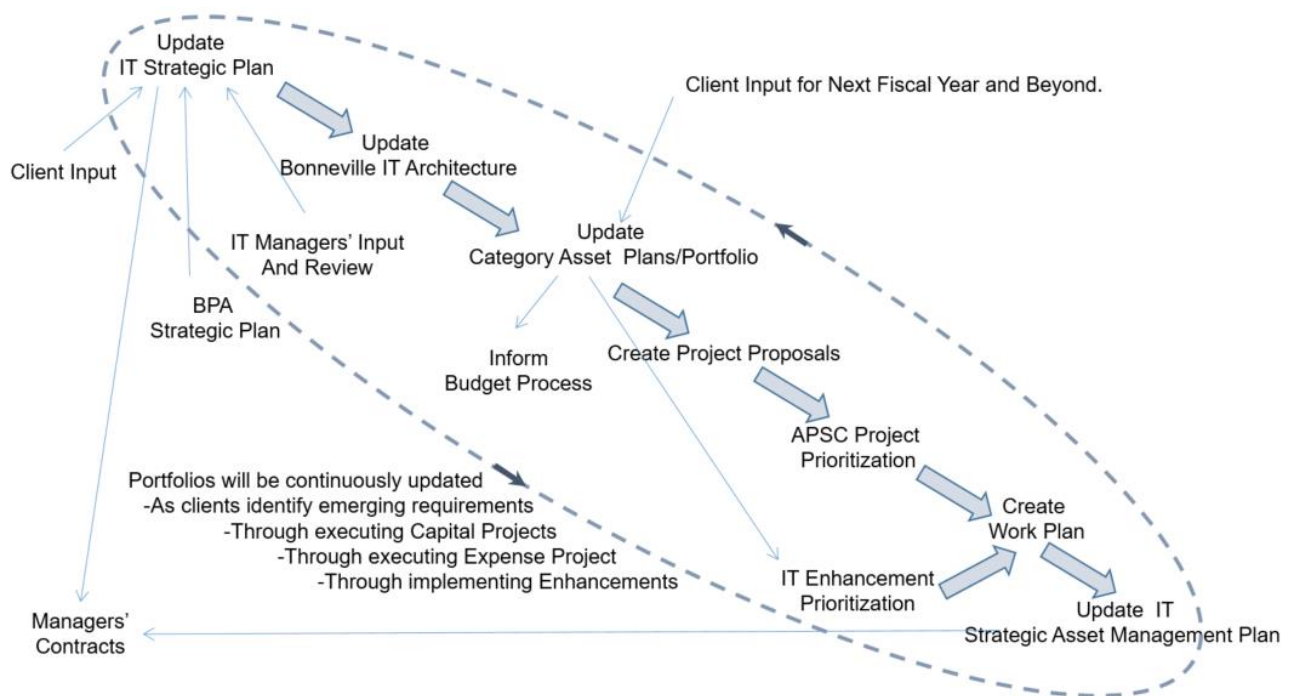 Update
IT Strategic Plan
Client Input for Next Fiscal Year and Beyond.
Update
Bonneville IT Architecture
Client Input
IT Managers' Input
And Review
Update
Category Asset Plans/Portfolio
BPA
Strategic Plan
Inform
Budget Process
Create Project Proposals
APSC Project
Prioritization
Portfolios will be continuously updated
-As clients identify emerging requirements
-Through executing Capital Projects
-Through executing Expense Project
-Through implementing Enhancements
Create
Work Plan
IT Enhancement
Prioritization
Update IT
Strategic Asset Management Plan
Managers'
Contracts